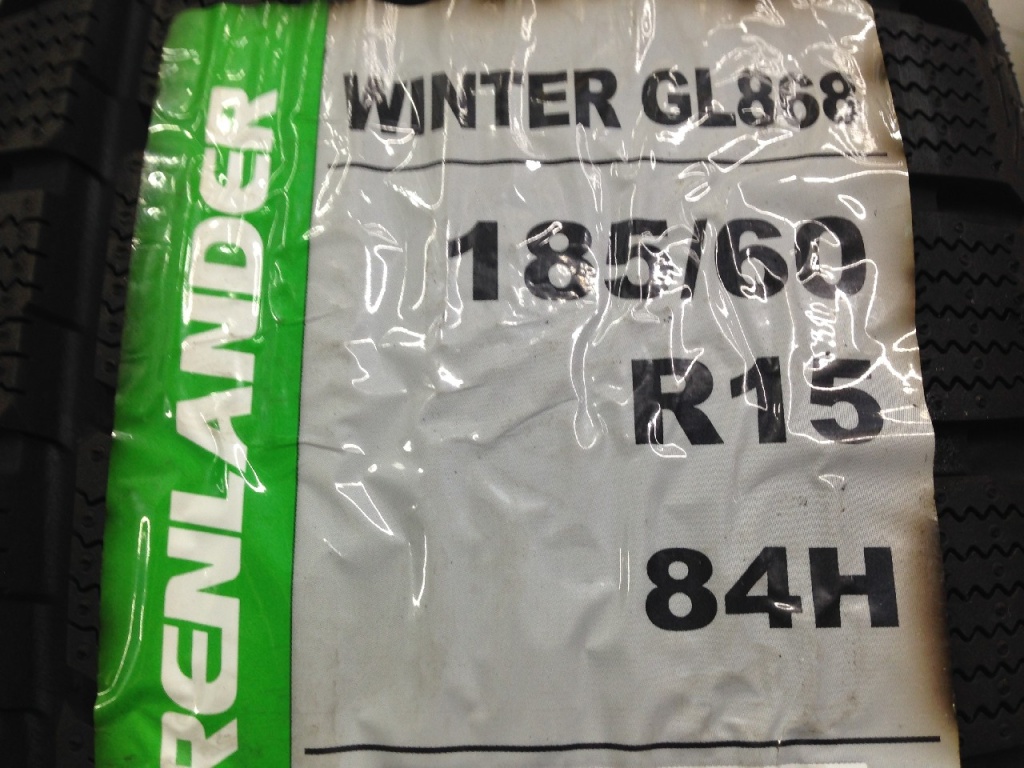 RENLANDER
WINTER GL868
185/60
R15
84H